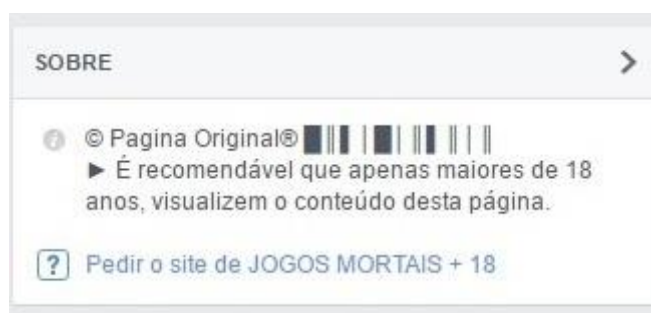 SOBRE
© Pagina Original® █║▌│█│║▌║││║
► É recomendável que apenas maiores de 18
anos, visualizem o conteúdo desta página.
Pedir o site de JOGOS MORTAIS + 18